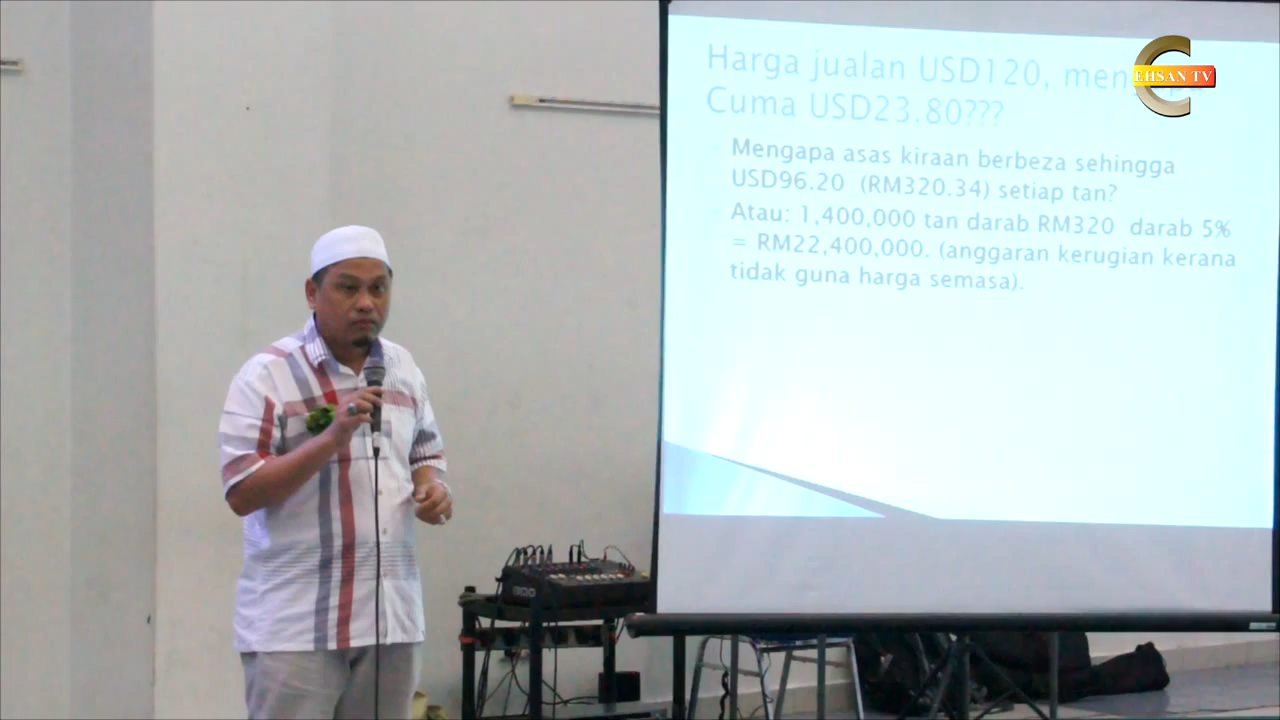 Harga jualan USD120,
Cuma USD23.80???
Mengapa asas kiraan berbeza sehingga
USD96.20 (RM320.34) setiap tan?
Atau: 1,400,000 tan darab RM320 darab 5%
= RM22,400,000. (anggaran kerugian kerana
tidak guna harga semasa).
EHSAN TV